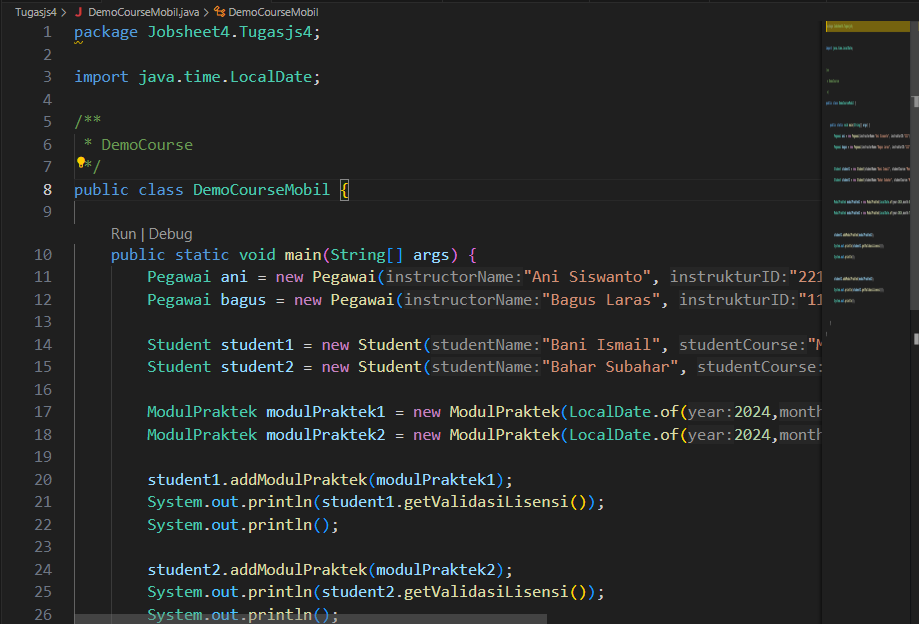 Tugasjs4 > J DemoCourseMobil.java > DemoCourseMobil
1 package Jobsheet4.Tugasjs4;
2
3 import java.time.LocalDate;
4
5 /**
6 * DemoCourse
7 */
8 public class DemoCourseMobil {
9
Run | Debug
10 public static void main(String[] args) {
11 Pegawai ani = new Pegawai(instructorName:"Ani Siswanto", instrukturID:"221
12 Pegawai bagus = new Pegawai(instructorName:"Bagus Laras", instrukturID:"11
13
14 Student student1 = new Student(studentName:"Bani Ismail", studentCourse:"M
15 Student student2 = new Student(studentName:"Bahar Subahar", studentCourse:
16
17 ModulPraktek modulPraktek1 = new ModulPraktek(LocalDate.of(year:2024,month
18 ModulPraktek modulPraktek2 = new ModulPraktek(LocalDate.of(year:2024,month
19
20 student1.addModulPraktek(modulPraktek1);
21 System.out.println(student1.getValidasiLisensi());
22 System.out.println();
23
24 student2.addModulPraktek(modulPraktek2);
25 System.out.println(student2.getValidasiLisensi());
26 System.out.println();